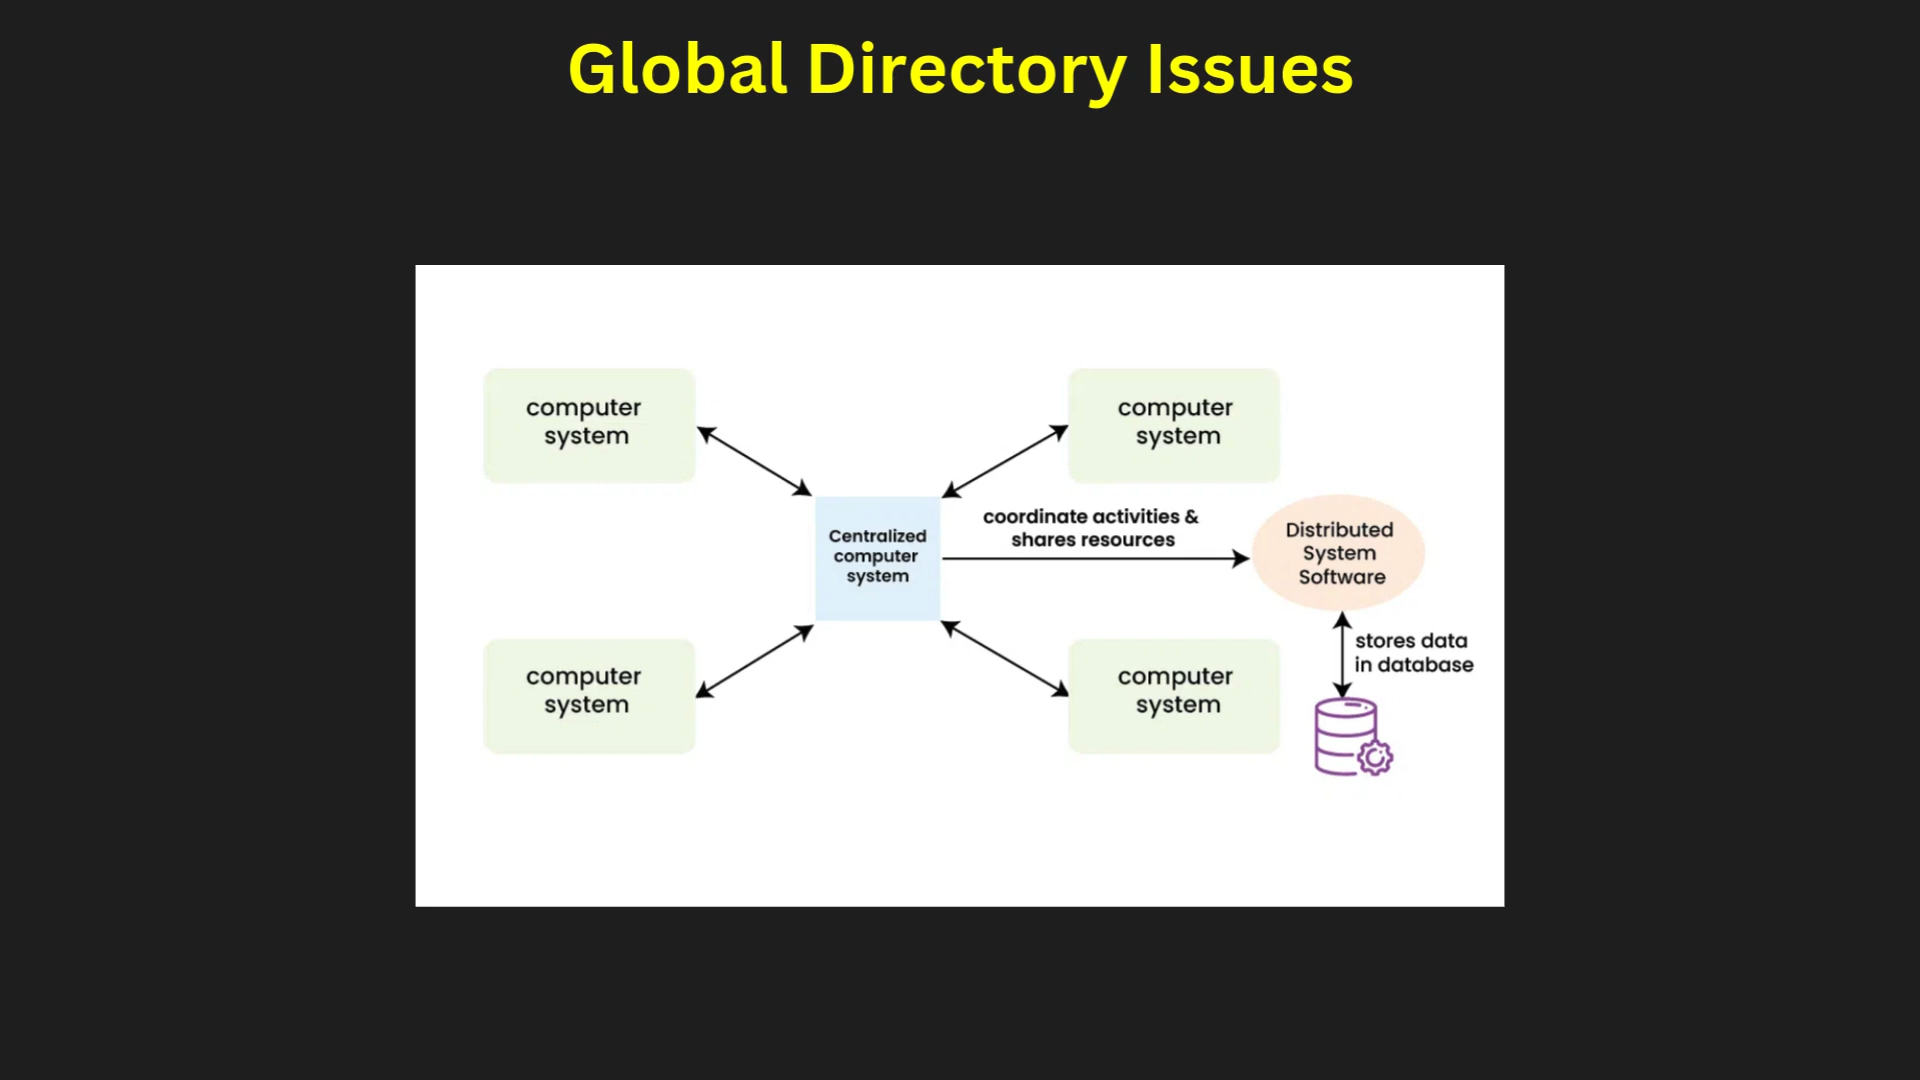 Global Directory Issues
computer
system
computer
system
coordinate activities &
shares resources
Centralized
computer
system
Distributed
System
Software
stores data
in database
computer
system
computer
system